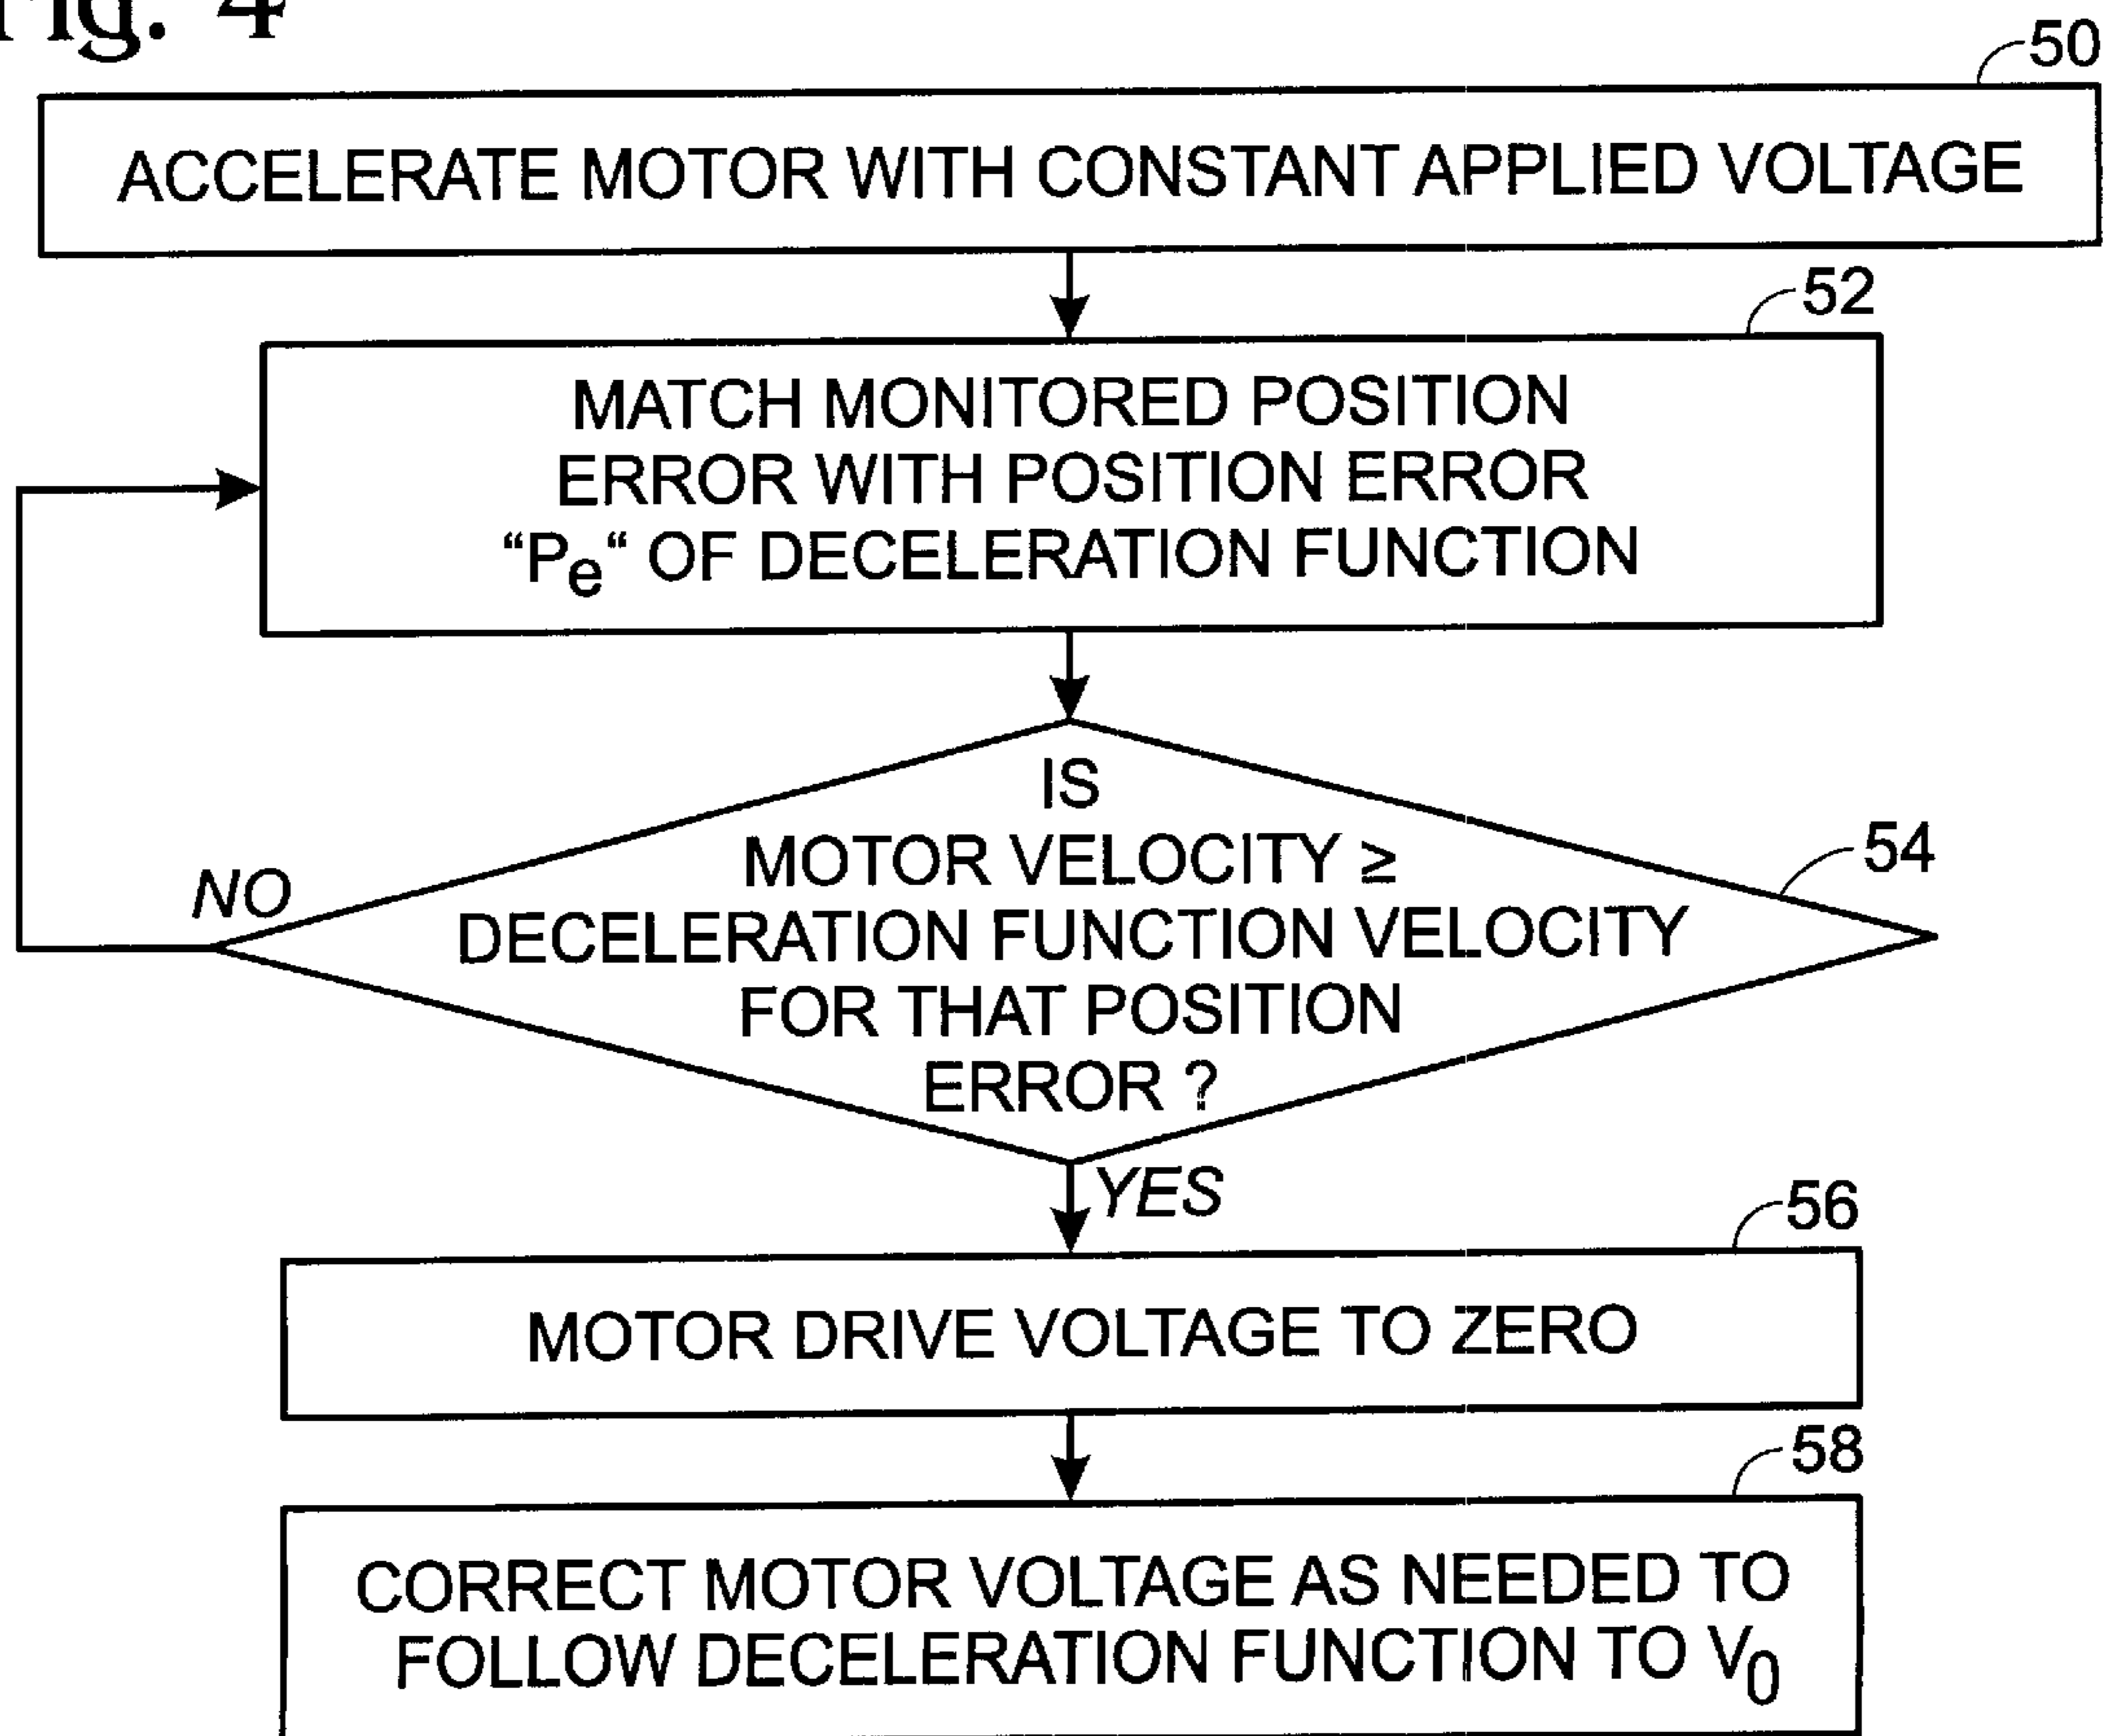 Fig. 4
50
ACCELERATE MOTOR WITH CONSTANT APPLIED VOLTAGE
52
MATCH MONITORED POSITION
ERROR WITH POSITION ERROR
“Pe“ OF DECELERATION FUNCTION
54
IS
MOTOR VELOCITY ≥
DECELERATION FUNCTION VELOCITY
FOR THAT POSITION
ERROR ?
NO
YES
56
MOTOR DRIVE VOLTAGE TO ZERO
58
CORRECT MOTOR VOLTAGE AS NEEDED TO
FOLLOW DECELERATION FUNCTION TO V0